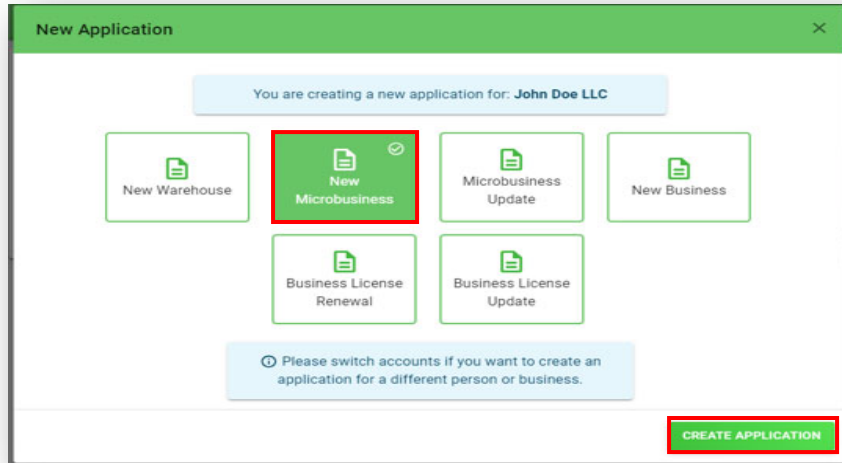 New Application
You are creating a new application for: John Doe LLC
New Warehouse
New
Microbusiness
Microbusiness
Update
New Business
Business License
Renewal
Business License
Update
Please switch accounts if you want to create an
application for a different person or business.
CREATE APPLICATION